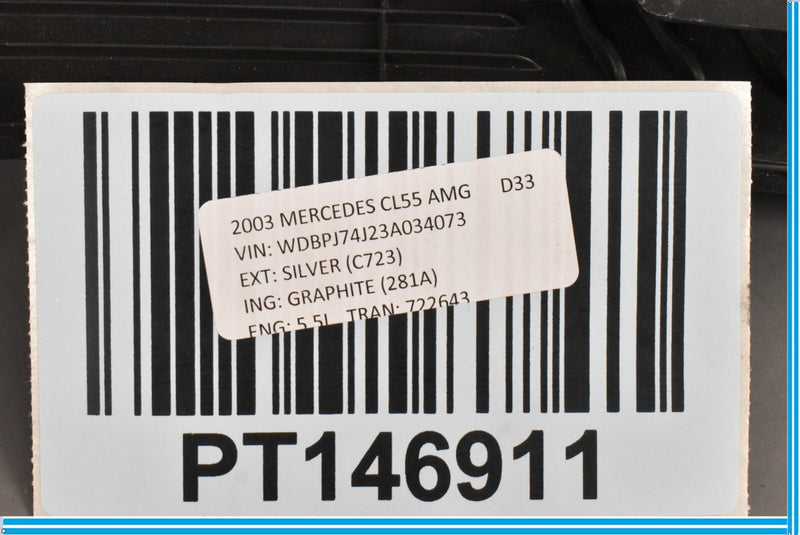 2003 MERCEDES CL55 AMG D33
VIN: WDBPJ74J23A034073
EXT: SILVER (C723)
ING: GRAPHITE (281A)
ENG: 5.5L TRAN: 722643
PT146911